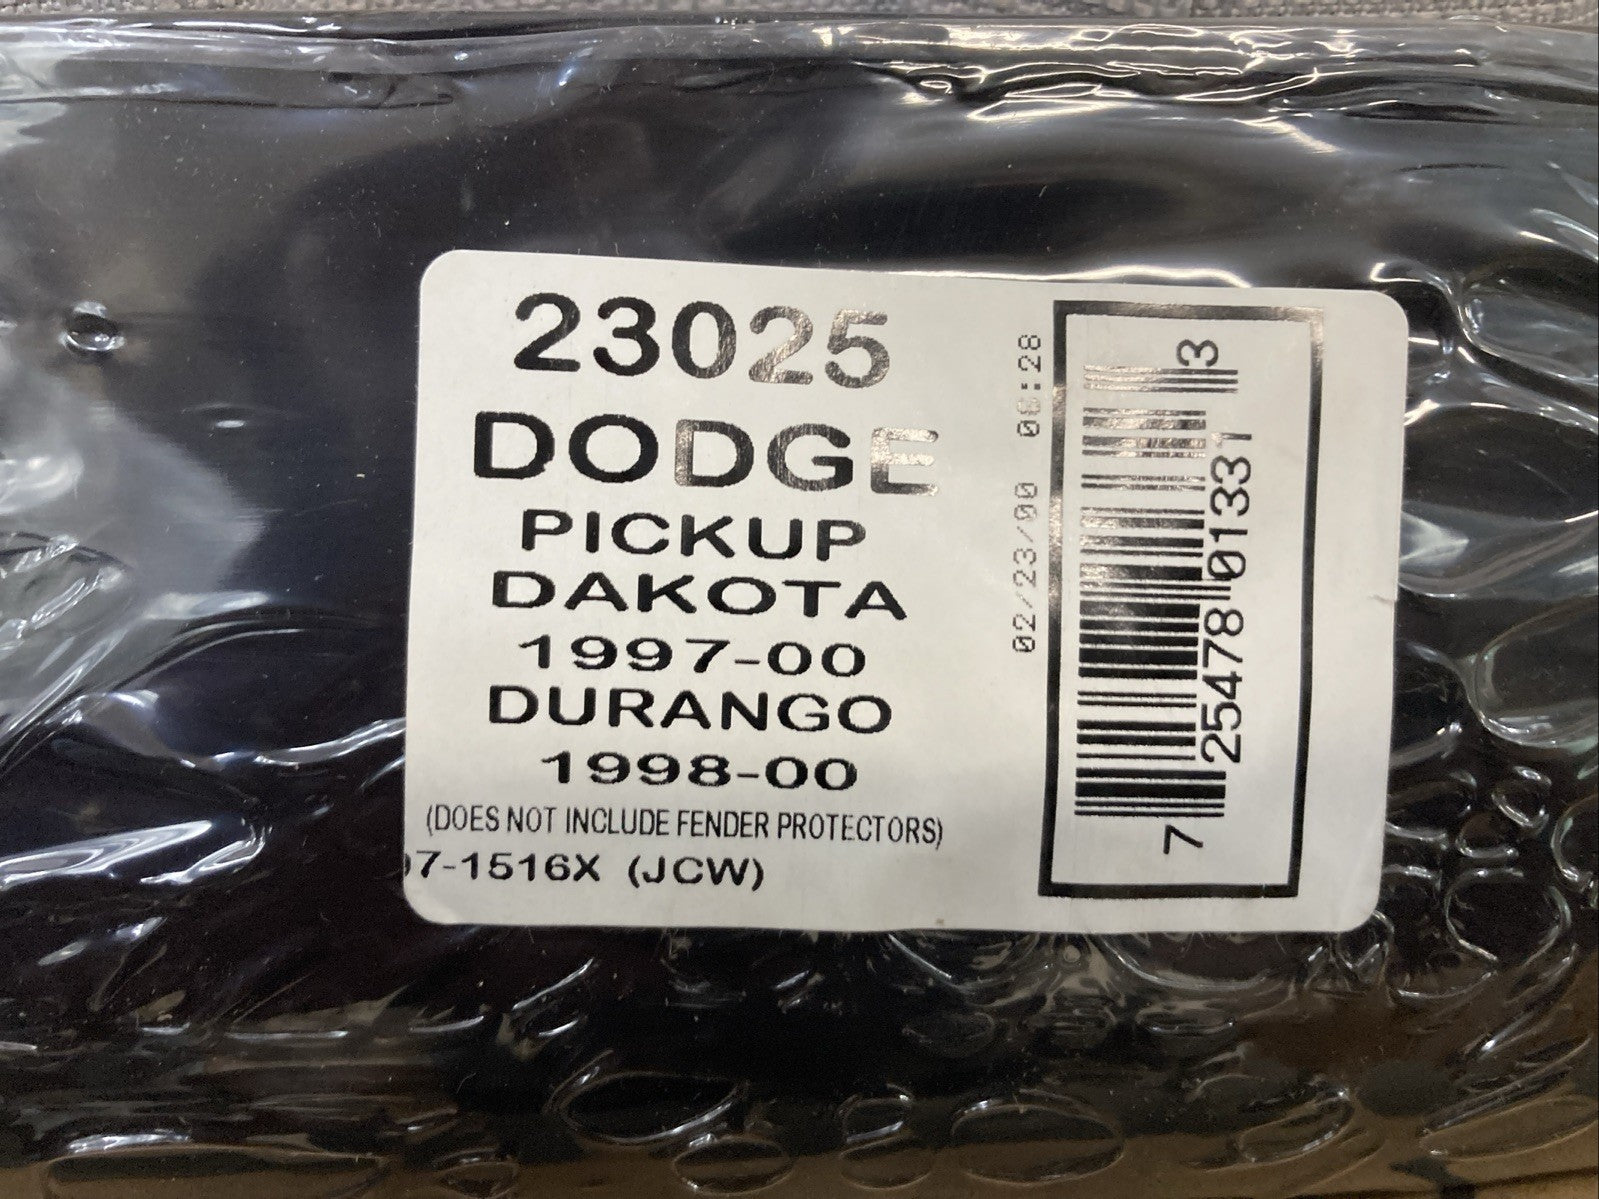 23025
DODGE
PICKUP
DAKOTA
1997-00
DURANGO
1998-00
(DOES NOT INCLUDE FENDER PROTECTORS)
7-1516X (JCW)
02/23/00 06:28
7 25478 01331 3